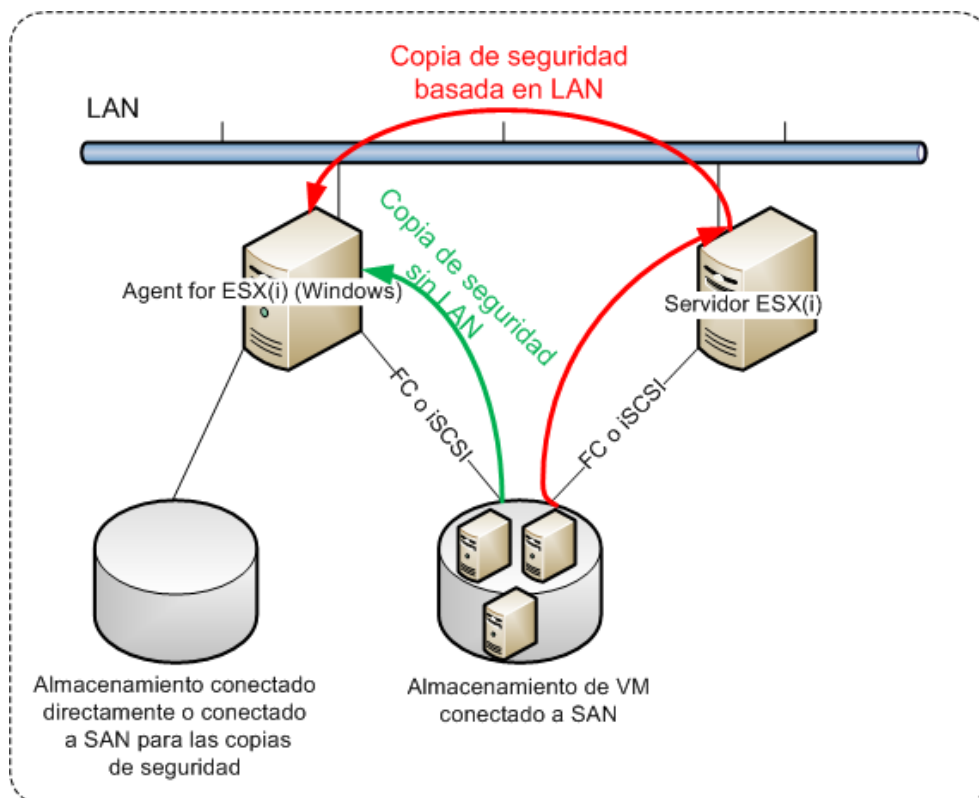 Copia de seguridad
basada en LAN
LAN
Copia de seguridad
sin LAN
Agent for ESX(i) (Windows)
Servidor ESX(i)
FC o iSCSI
FC o iSCSI
Almacenamiento conectado
directamente o conectado
a SAN para las copias
de seguridad
Almacenamiento de VM
conectado a SAN